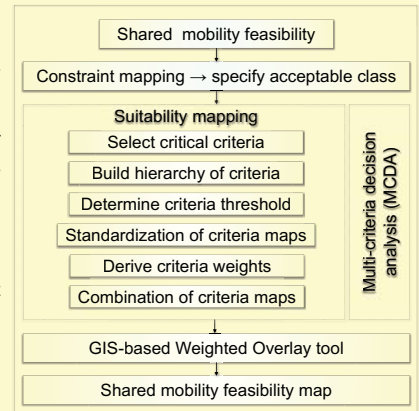 Shared mobility feasibility
Constraint mapping → specify acceptable class
Suitability mapping
Select critical criteria
Build hierarchy of criteria
Determine criteria threshold
Standardization of criteria maps
Derive criteria weights
Combination of criteria maps
Multi-criteria decision
analysis (MCDA)
GIS-based Weighted Overlay tool
Shared mobility feasibility map